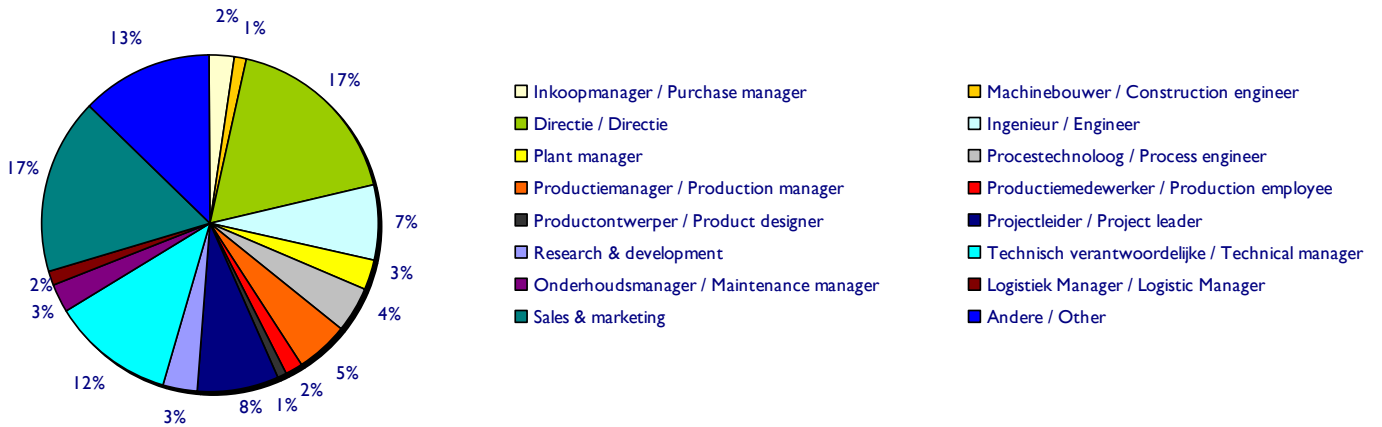 2%
1%
13%
17%
17%
7%
3%
4%
5%
2%
1%
8%
3%
12%
3%
2%
Inkoopmanager / Purchase manager
Machinebouwer / Construction engineer
Directie / Directie
Ingenieur / Engineer
Plant manager
Procestechnoloog / Process engineer
Productiemanager / Production manager
Productiemedewerker / Production employee
Productontwerper / Product designer
Projectleider / Project leader
Research & development
Technisch verantwoordelijke / Technical manager
Onderhoudsmanager / Maintenance manager
Logistiek Manager / Logistic Manager
Sales & marketing
Andere / Other